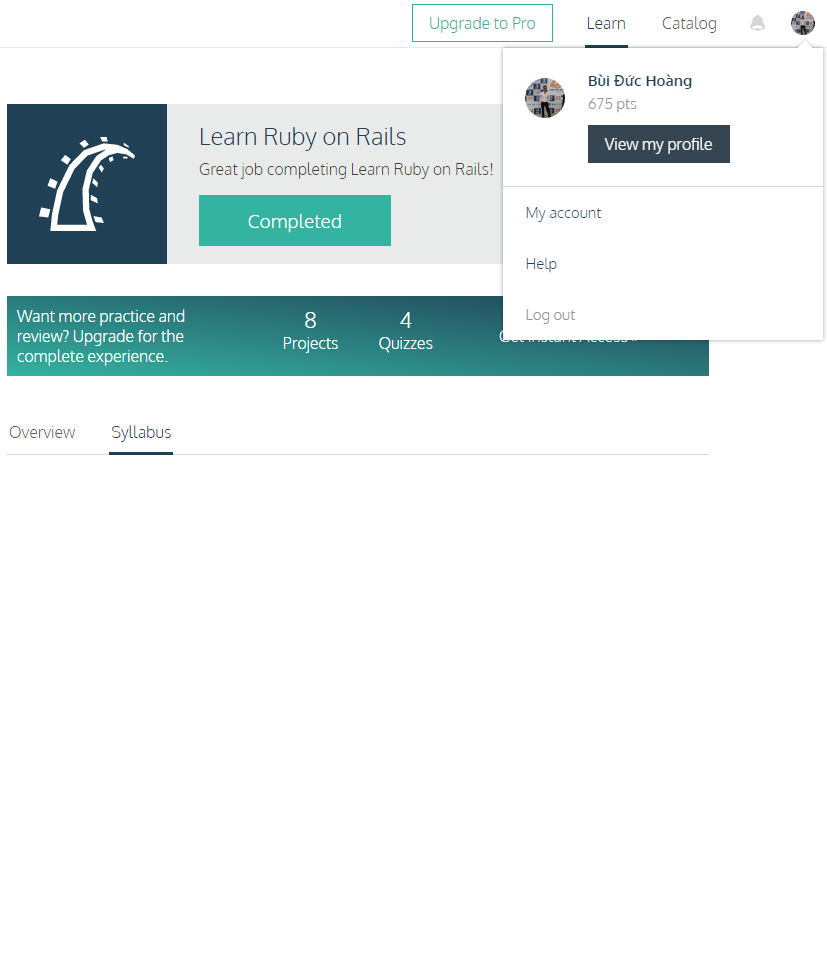 Upgrade to Pro
Learn
Catalog
Bùi Đức Hoàng
675 pts
View my profile
My account
Help
Log out
Learn Ruby on Rails
Great job completing Learn Ruby on Rails!
Completed
Want more practice and
review? Upgrade for the
complete experience.
8
Projects
4
Quizzes
Get Instant Access »
Overview
Syllabus